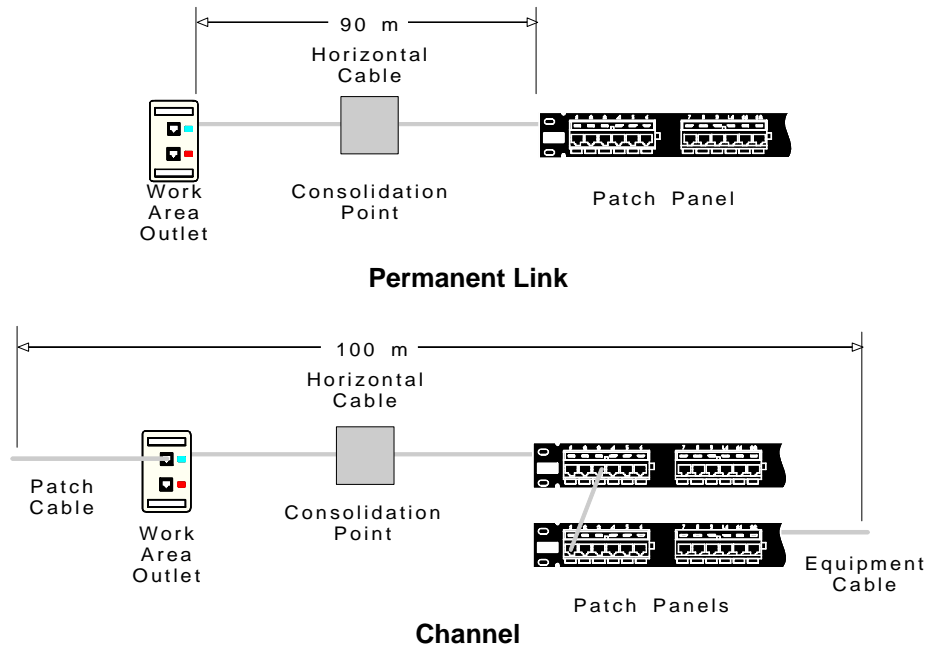 90 m
Horizontal
Cable
Work
Area
Outlet
Consolidation
Point
Patch Panel
Permanent Link
100 m
Horizontal
Cable
Patch
Cable
Work
Area
Outlet
Consolidation
Point
Patch Panels
Equipment
Cable
Channel